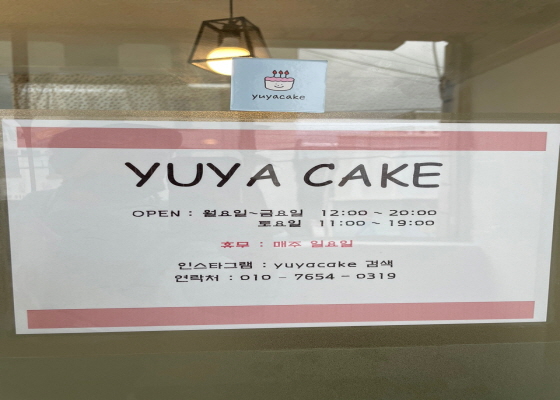 yuyacake
YUYA CAKE
OPEN : 월요일~금요일 12:00 ~ 20:00
토요일 11:00 ~ 19:00
휴무 : 매주 일요일
인스타그램 : yuyacake 검색
연락처 : 010 - 7654 - 0319